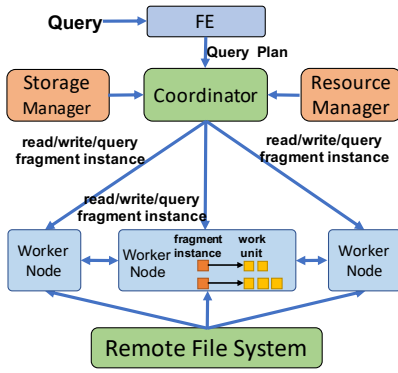 Query
FE
Query Plan
Storage
Manager
Coordinator
Resource
Manager
read/write/query
fragment instance
read/write/query
fragment instance
read/write/query
fragment instance
Worker
Node
Worker
Node
fragment
instance
work
unit
Worker
Node
Remote File System